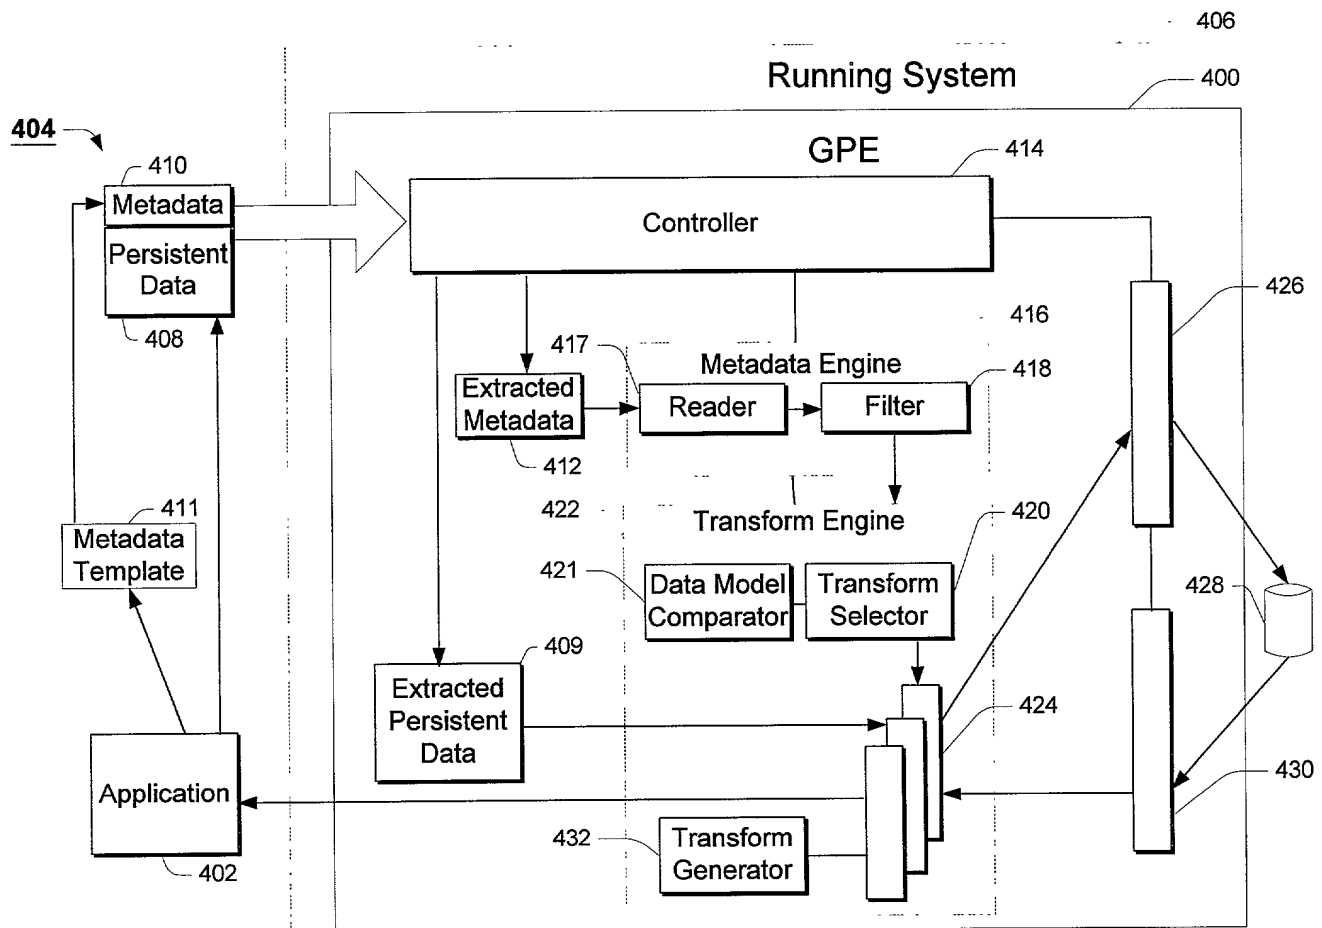 406
Running System
400
404
GPE
410
414
Metadata
Controller
Persistent
Data
426
408
416
417
Metadata Engine
418
Extracted
Metadata
Reader
Filter
412
411
422
Transform Engine
420
Metadata
Template
421
Data Model
Comparator
Transform
Selector
428
409
Extracted
Persistent
Data
424
Application
430
432
Transform
Generator
402